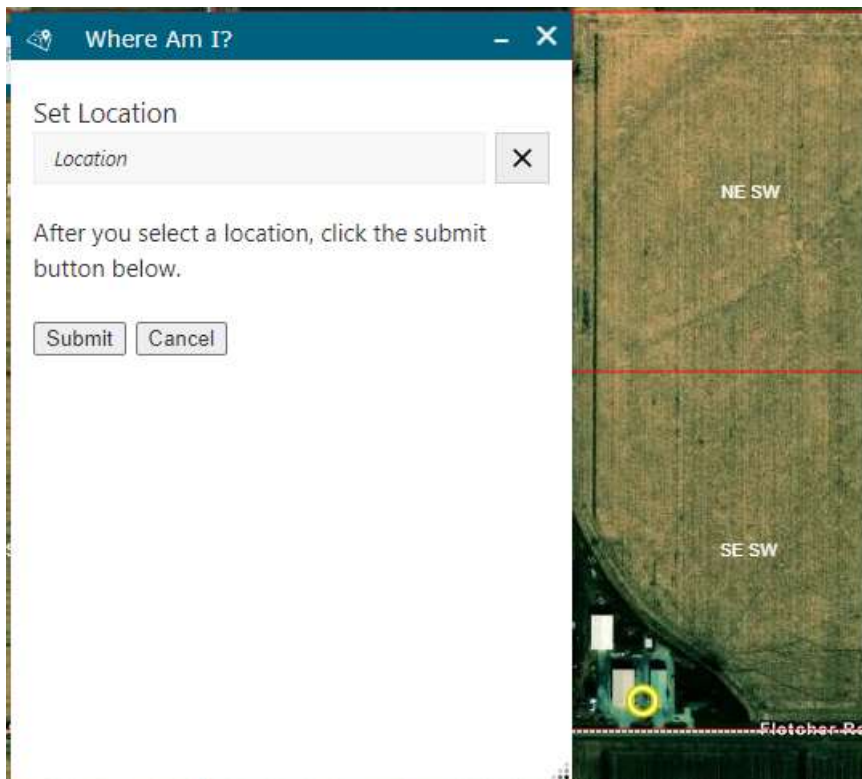 Where Am I?
Set Location
Location
After you select a location, click the submit
button below.
Submit Cancel
NE SW
SE SW
Fletcher